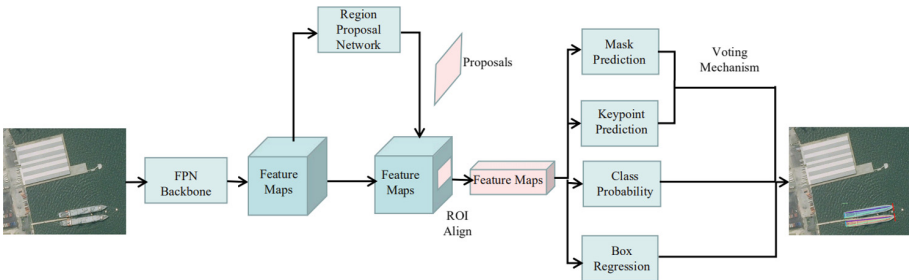 Region
Proposal
Network
Proposals
FPN
Backbone
Feature
Maps
Feature
Maps
ROI
Align
Feature Maps
Mask
Prediction
Keypoint
Prediction
Class
Probability
Box
Regression
Voting
Mechanism